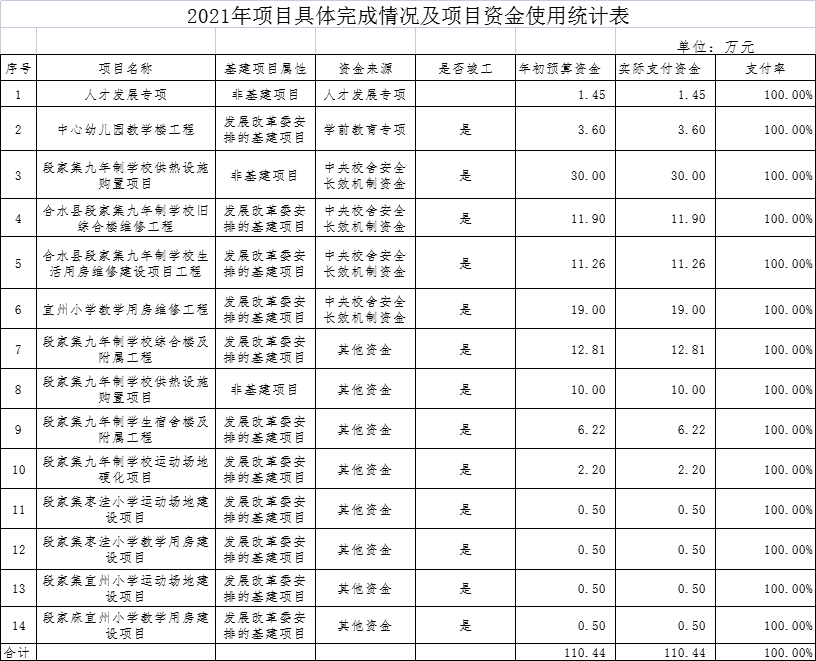 2021年项目具体完成情况及项目资金使用统计表
单位：万元
序号 项目名称 基建项目属性 资金来源 是否竣工 年初预算资金 实际支付资金 支付率
1 人才发展专项 非基建项目 人才发展专项 1.45 1.45 100.00%
2 中心幼儿园教学楼工程 发展改革委安排的基建项目 学前教育专项 是 3.60 3.60 100.00%
3 段家集九年制学校供热设施购置项目 非基建项目 中央校舍安全长效机制资金 是 30.00 30.00 100.00%
4 合水县段家集九年制学校旧综合楼维修工程 发展改革委安排的基建项目 中央校舍安全长效机制资金 是 11.90 11.90 100.00%
5 合水县段家集九年制学校生活用房维修建设项目工程 发展改革委安排的基建项目 中央校舍安全长效机制资金 是 11.26 11.26 100.00%
6 宜州小学教学用房维修工程 发展改革委安排的基建项目 中央校舍安全长效机制资金 是 19.00 19.00 100.00%
7 段家集九年制学校综合楼及附属工程 发展改革委安排的基建项目 其他资金 是 12.81 12.81 100.00%
8 段家集九年制学校供热设施购置项目 非基建项目 其他资金 是 10.00 10.00 100.00%
9 段家集九年制学生宿舍楼及附属工程 发展改革委安排的基建项目 其他资金 是 6.22 6.22 100.00%
10 段家集九年制学校运动场地硬化项目 发展改革委安排的基建项目 其他资金 是 2.20 2.20 100.00%
11 段家集枣洼小学运动场地建设项目 发展改革委安排的基建项目 其他资金 是 0.50 0.50 100.00%
12 段家集枣洼小学教学用房建设项目 发展改革委安排的基建项目 其他资金 是 0.50 0.50 100.00%
13 段家集宜州小学运动场地建设项目 发展改革委安排的基建项目 其他资金 是 0.50 0.50 100.00%
14 段家庶宜州小学教学用房建设项目 发展改革委安排的基建项目 其他资金 是 0.50 0.50 100.00%
合计 110.44 110.44 100.00%